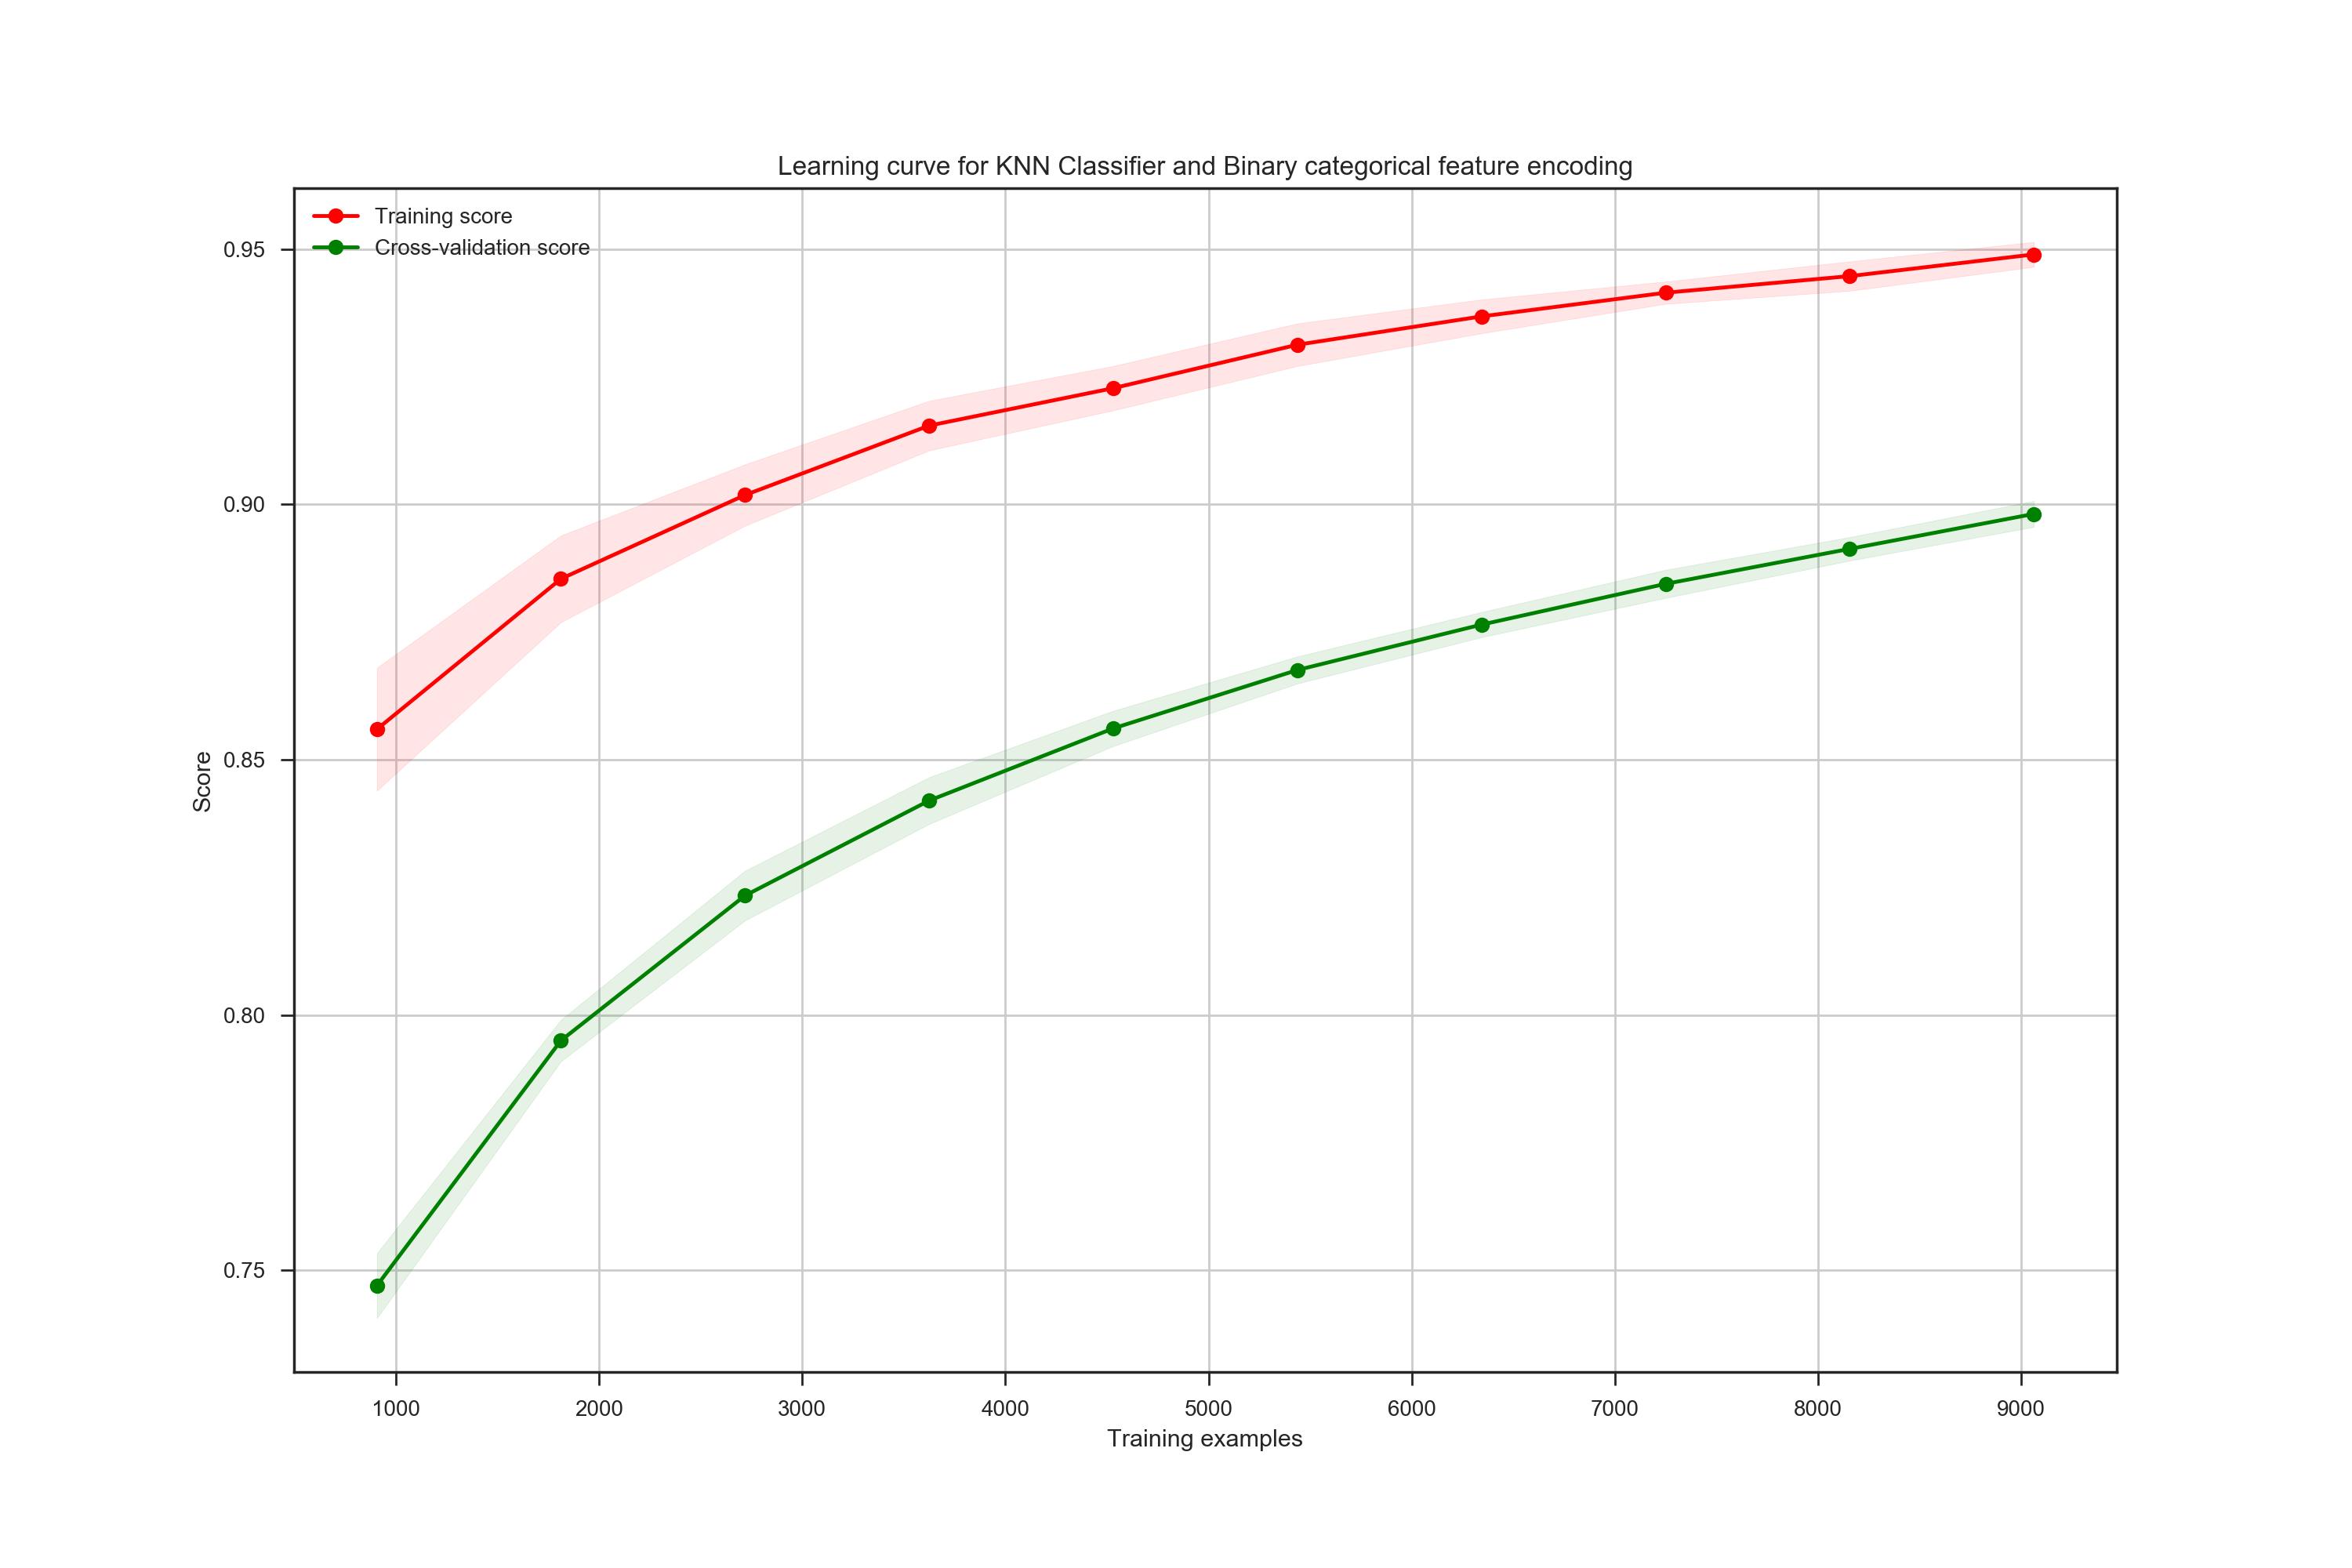 Learning curve for KNN Classifier and Binary categorical feature encoding
Training score
Cross-validation score
0.95
0.90
0.85
0.80
0.75
Score
1000 2000 3000 4000 5000 6000 7000 8000 9000
Training examples